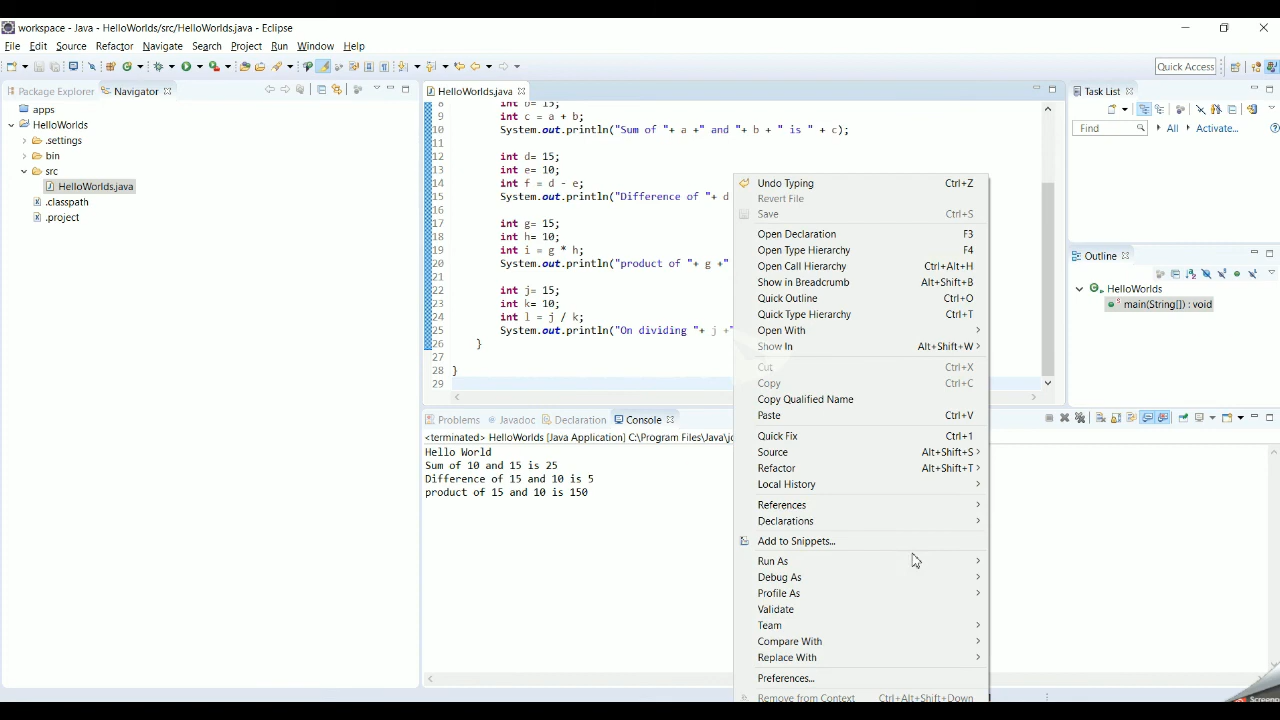 workspace - Java - HelloWorlds/src/HelloWorlds.java - Eclipse
File Edit Source Refactor Navigate Search Project Run Window Help
Quick Access
Package Explorer Navigator
apps
HelloWorlds
.settings
bin
src
HelloWorlds.java
.classpath
.project
HelloWorlds.java
8 int b= 15;
9 int c = a + b;
10 System.out.println("Sum of "+ a +" and "+ b + " is " + c);
11
12 int d= 15;
13 int e= 10;
14 int f = d - e;
15 System.out.println("Difference of "+ d
16
17 int g= 15;
18 int h= 10;
19 int i = g * h;
20 System.out.println("product of "+ g +"
21
22 int j= 15;
23 int k= 10;
24 int l = j / k;
25 System.out.println("On dividing "+ j +"
26 }
27
28 }
29
Undo Typing Ctrl+Z
Revert File
Save Ctrl+S
Open Declaration F3
Open Type Hierarchy F4
Open Call Hierarchy Ctrl+Alt+H
Show in Breadcrumb Alt+Shift+B
Quick Outline Ctrl+O
Quick Type Hierarchy Ctrl+T
Open With
Show In Alt+Shift+W
Cut Ctrl+X
Copy Ctrl+C
Copy Qualified Name
Paste Ctrl+V
Quick Fix Ctrl+1
Source Alt+Shift+S
Refactor Alt+Shift+T
Local History
References
Declarations
Add to Snippets...
Run As
Debug As
Profile As
Validate
Team
Compare With
Replace With
Preferences...
Remove from Context Ctrl+Alt+Shift+Down
Task List
Find All Activate...
Outline
HelloWorlds
main(String[]) : void
Problems Javadoc Declaration Console
<terminated> HelloWorlds [Java Application] C:\Program Files\Java\j
Hello World
Sum of 10 and 15 is 25
Difference of 15 and 10 is 5
product of 15 and 10 is 150